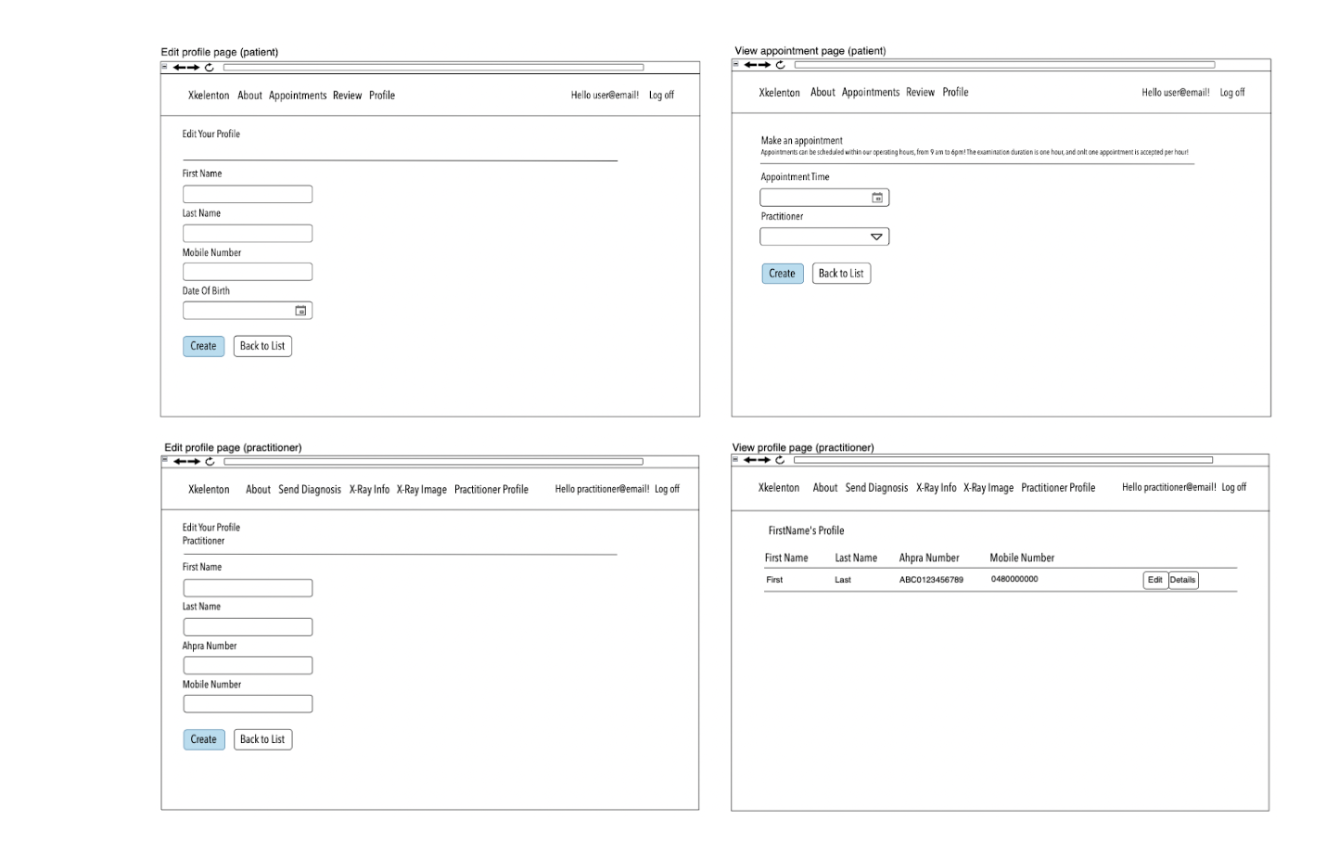 Edit profile page (patient)
Xkelenton About Appointments Review Profile Hello user@email! Log off
Edit Your Profile
First Name
Last Name
Mobile Number
Date Of Birth
Create Back to List
View appointment page (patient)
Xkelenton About Appointments Review Profile Hello user@email! Log off
Make an appointment
Appointments can be scheduled within our operating hours, from 9 am to 6pm! The examination duration is one hour, and onlt one appointment is accepted per hour!
Appointment Time
Practitioner
Create Back to List
Edit profile page (practitioner)
Xkelenton About Send Diagnosis X-Ray Info X-Ray Image Practitioner Profile Hello practitioner@email! Log off
Edit Your Profile
Practitioner
First Name
Last Name
Ahpra Number
Mobile Number
Create Back to List
View profile page (practitioner)
Xkelenton About Send Diagnosis X-Ray Info X-Ray Image Practitioner Profile Hello practitioner@email! Log off
FirstName's Profile
First Name Last Name Ahpra Number Mobile Number
First Last ABC0123456789 0480000000 Edit Details